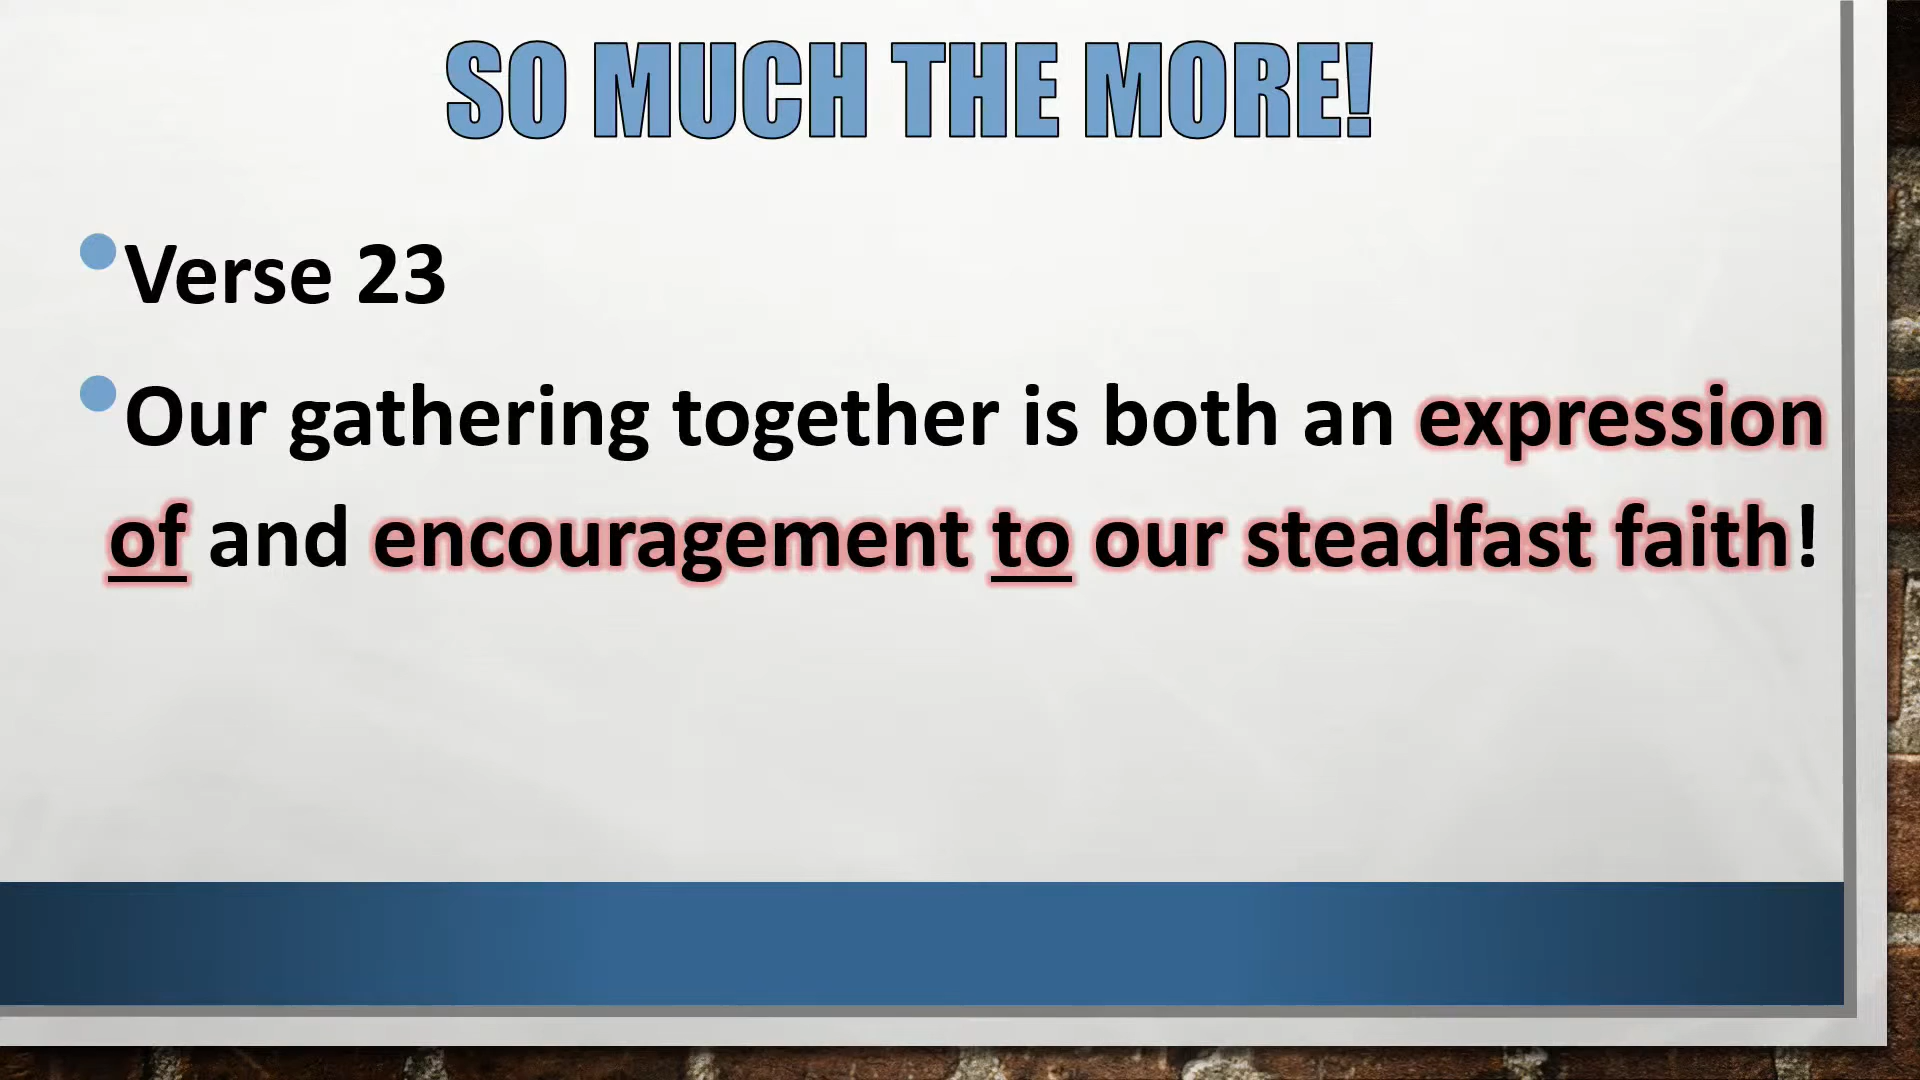 SO MUCH THE MORE!
Verse 23
Our gathering together is both an expression
of and encouragement to our steadfast faith!